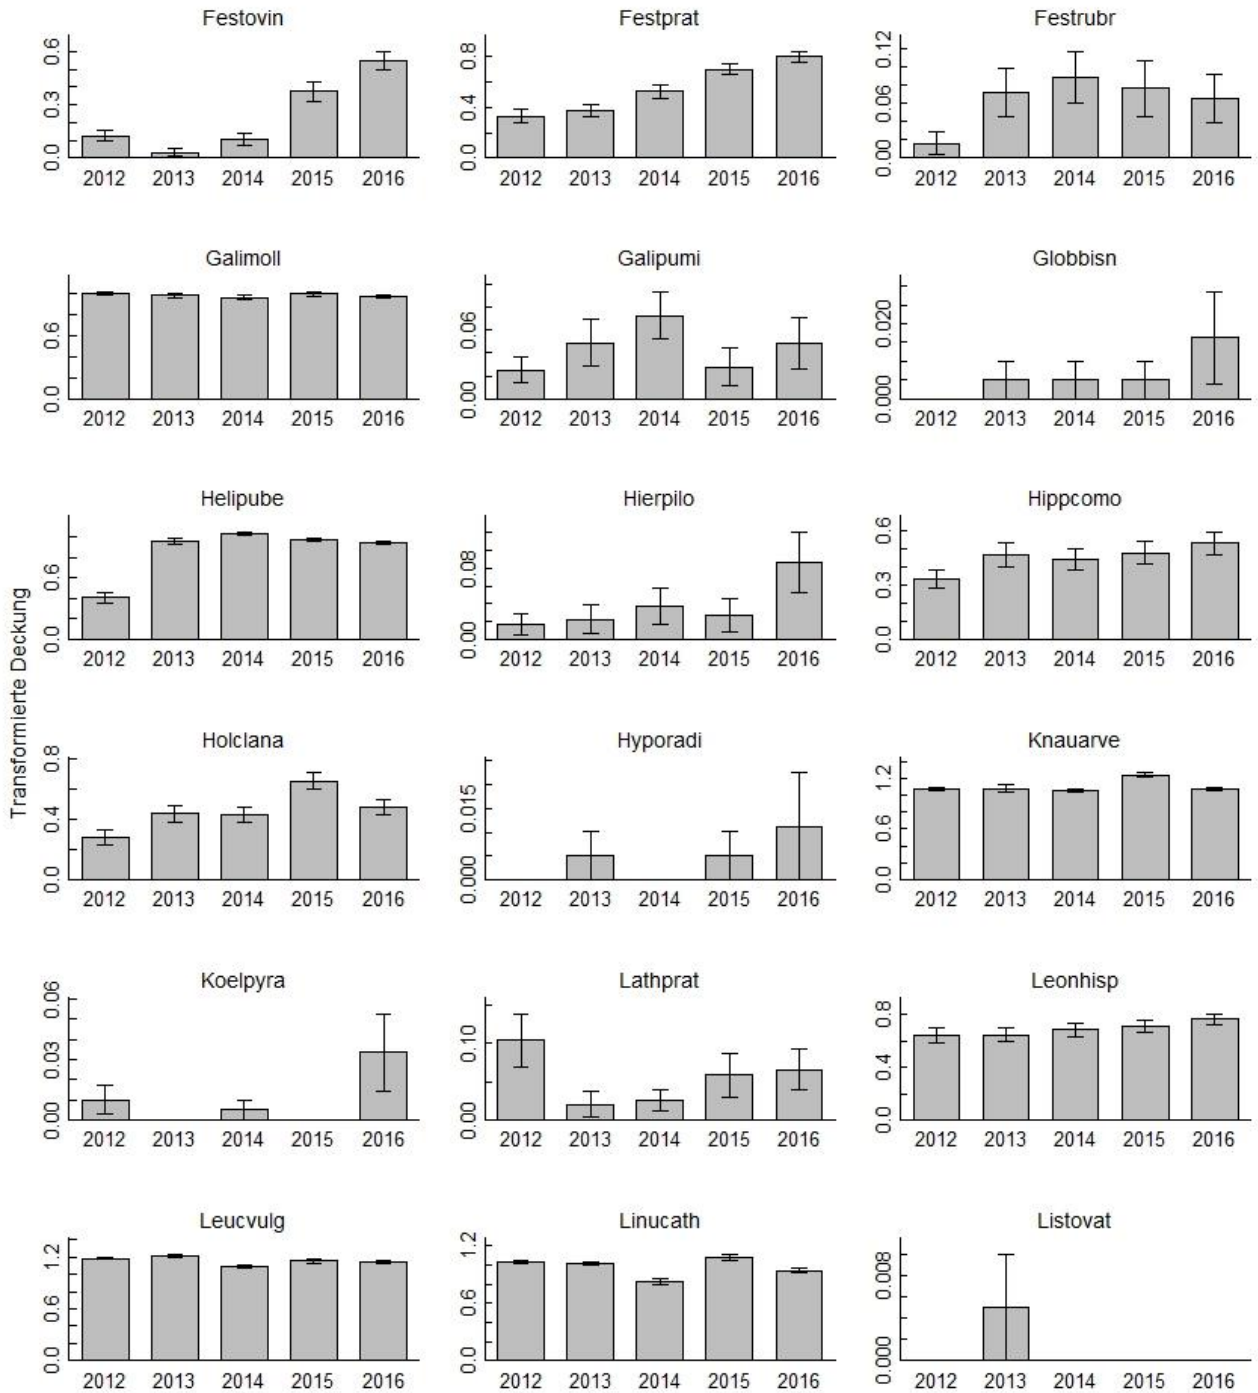 Festovin Festprat Festrubr
0.0 0.3 0.6 0.0 0.4 0.8 0.00 0.06 0.12
2012 2013 2014 2015 2016 2012 2013 2014 2015 2016 2012 2013 2014 2015 2016
Galimoll Galipumi Globbisn
0.0 0.6 0.00 0.06 0.000 0.020
2012 2013 2014 2015 2016 2012 2013 2014 2015 2016 2012 2013 2014 2015 2016
Transformierte Deckung
Helipube Hierpilo Hippcomo
0.0 0.6 0.00 0.08 0.0 0.3 0.6
2012 2013 2014 2015 2016 2012 2013 2014 2015 2016 2012 2013 2014 2015 2016
Holclana Hyporadi Knauarve
0.0 0.4 0.8 0.000 0.015 0.0 0.6 1.2
2012 2013 2014 2015 2016 2012 2013 2014 2015 2016 2012 2013 2014 2015 2016
Koelpyra Lathprat Leonhisp
0.00 0.03 0.06 0.00 0.10 0.0 0.4 0.8
2012 2013 2014 2015 2016 2012 2013 2014 2015 2016 2012 2013 2014 2015 2016
Leucvulg Linucath Listovat
0.0 0.6 1.2 0.0 0.6 1.2 0.000 0.008
2012 2013 2014 2015 2016 2012 2013 2014 2015 2016 2012 2013 2014 2015 2016